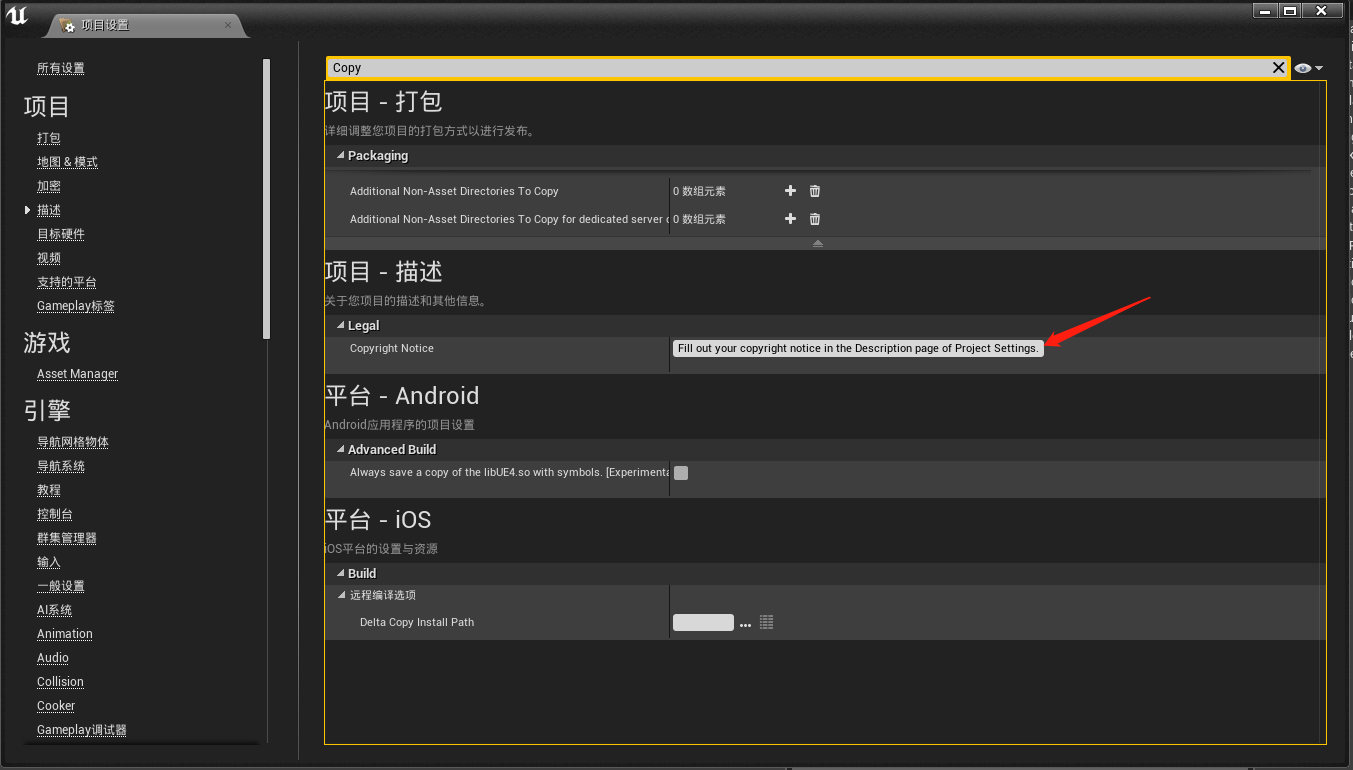 项目设置
所有设置
项目
打包
地图 & 模式
加密
描述
目标硬件
视频
支持的平台
Gameplay标签
游戏
Asset Manager
引擎
导航网格物体
导航系统
教程
控制台
群集管理器
输入
一般设置
AI系统
Animation
Audio
Collision
Cooker
Gameplay调试器
Copy
项目 - 打包
详细调整您项目的打包方式以进行发布。
Packaging
Additional Non-Asset Directories To Copy 0 数组元素
Additional Non-Asset Directories To Copy for dedicated server 0 数组元素
项目 - 描述
关于您项目的描述和其他信息。
Legal
Copyright Notice Fill out your copyright notice in the Description page of Project Settings.
平台 - Android
Android应用程序的项目设置
Advanced Build
Always save a copy of the libUE4.so with symbols. [Experimenta
平台 - iOS
iOS平台的设置与资源
Build
远程编译选项
Delta Copy Install Path ...